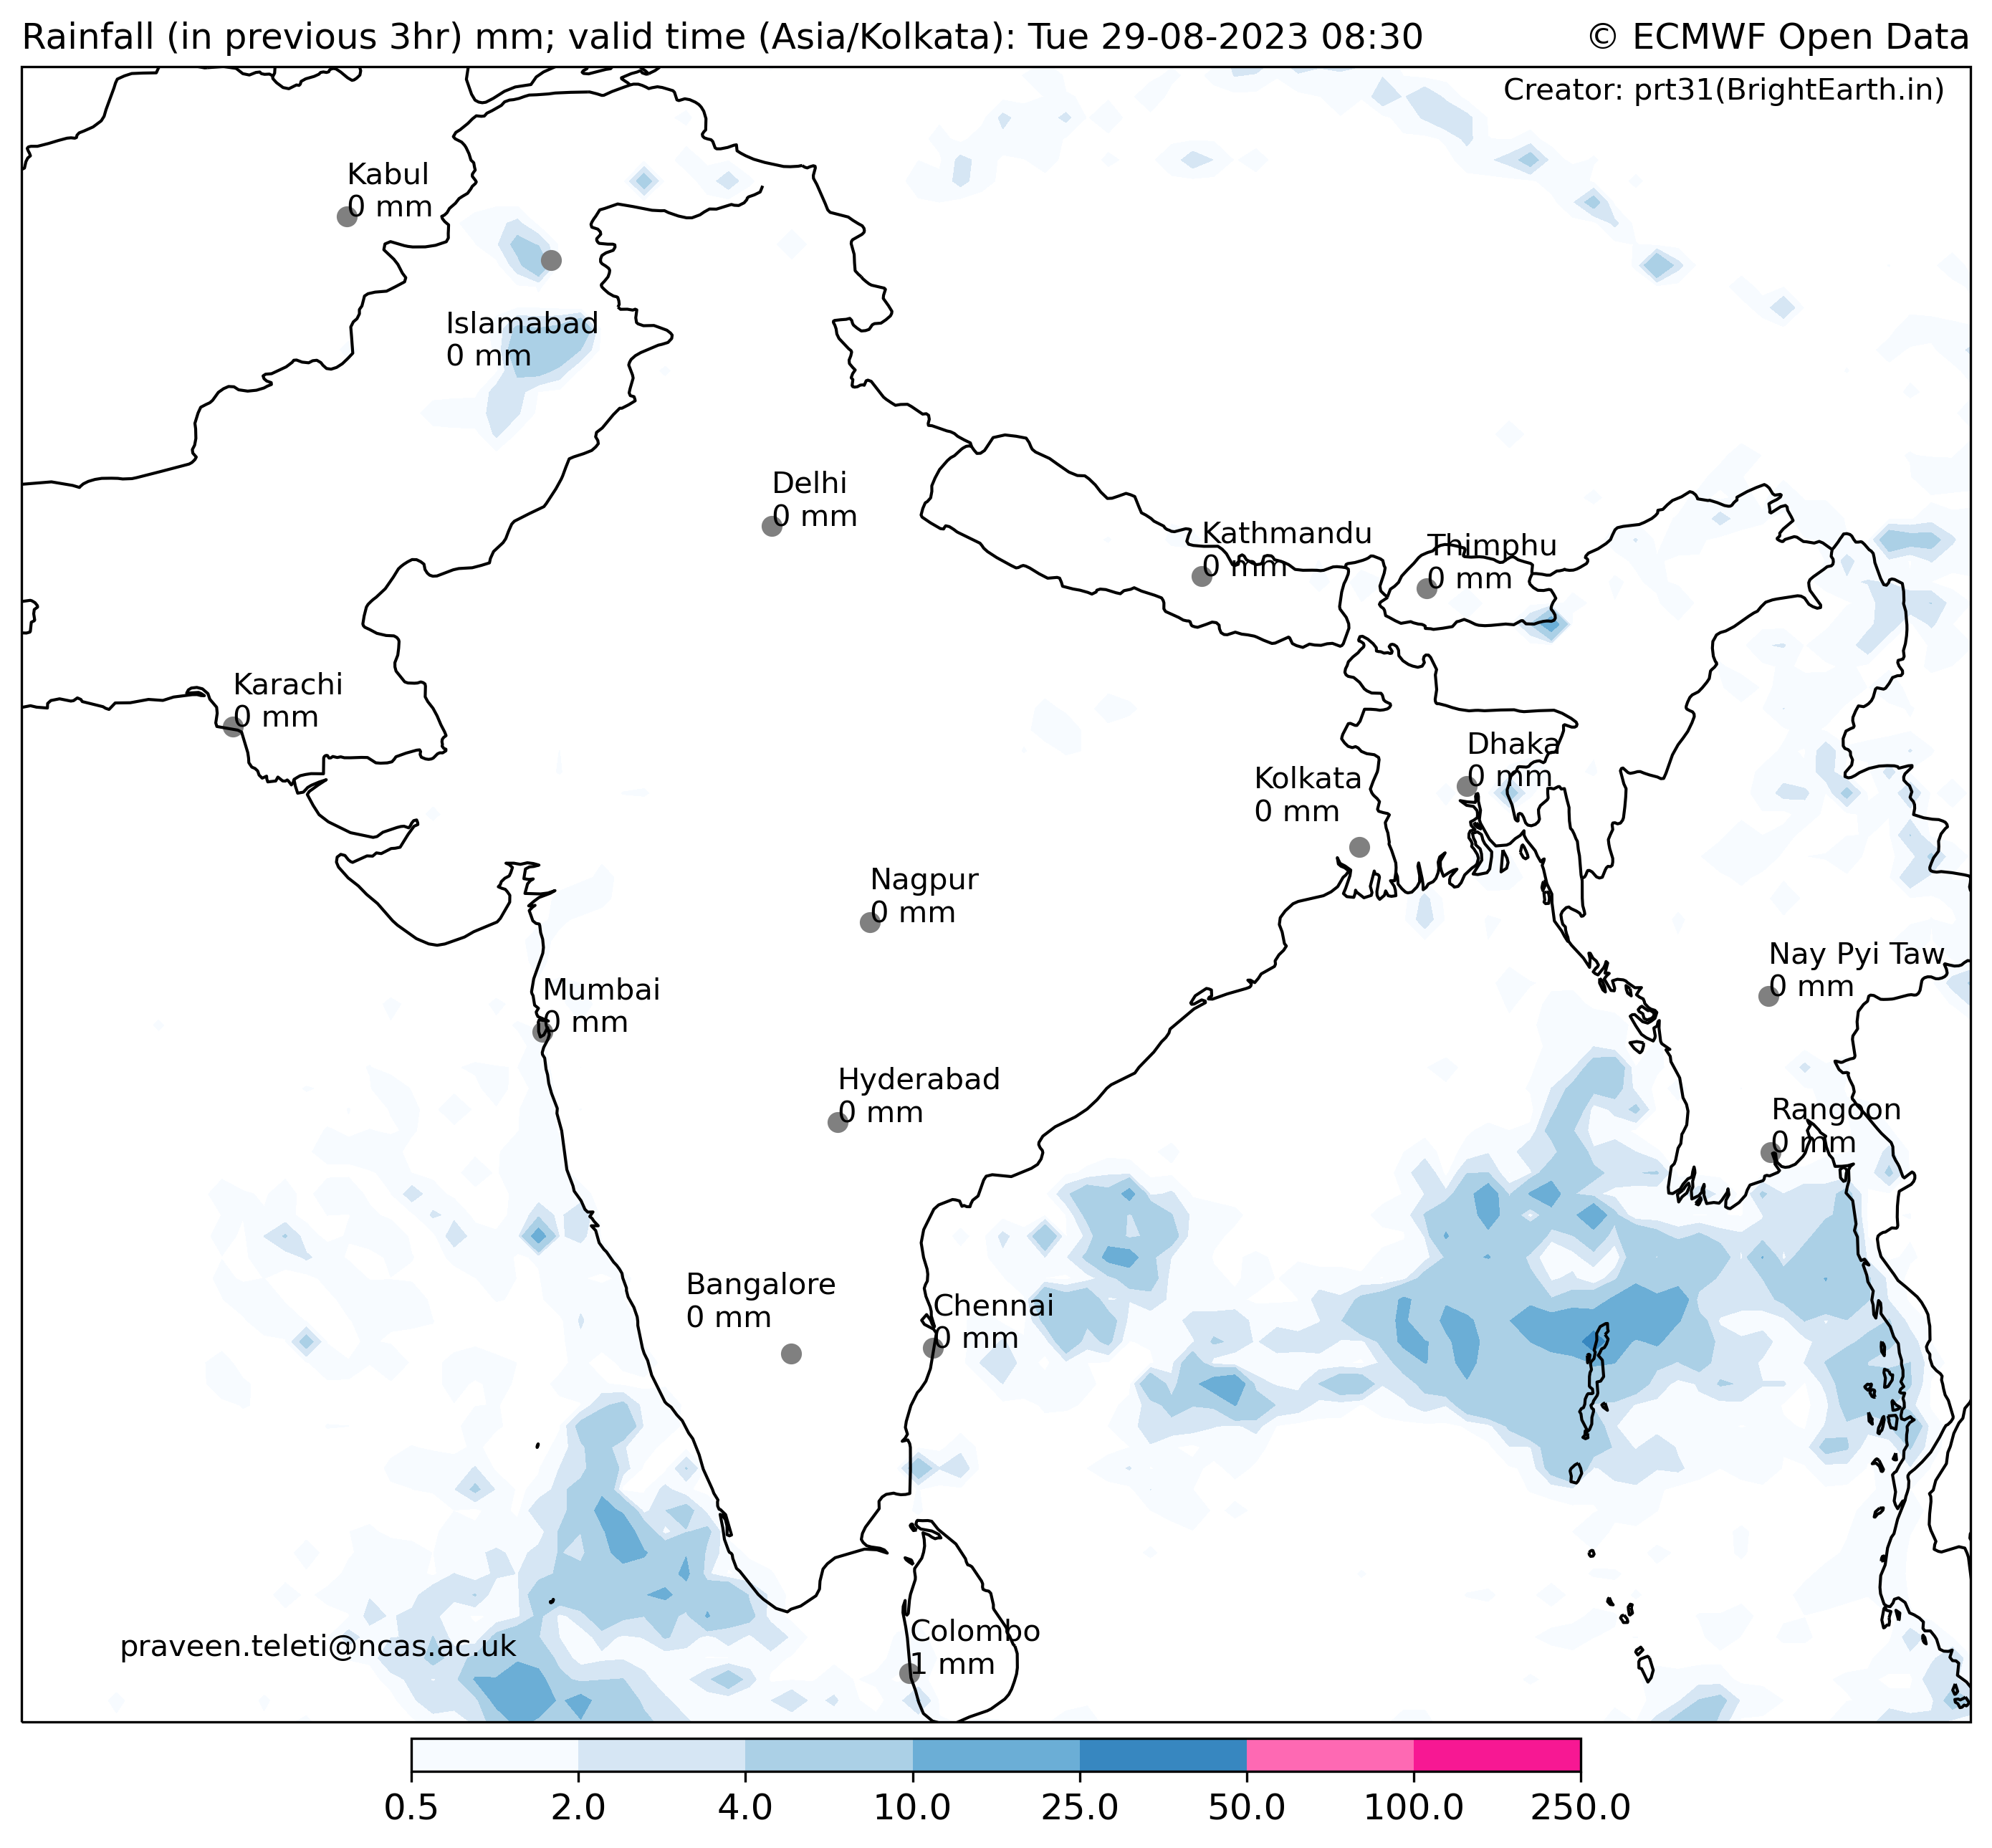 Rainfall (in previous 3hr) mm; valid time (Asia/Kolkata): Tue 29-08-2023 08:30
© ECMWF Open Data
Creator: prt31(BrightEarth.in)
Kabul
0 mm
Islamabad
0 mm
Delhi
0 mm
Kathmandu
0 mm
Thimphu
0 mm
Karachi
0 mm
Dhaka
0 mm
Kolkata
0 mm
Nagpur
0 mm
Nay Pyi Taw
0 mm
Mumbai
0 mm
Hyderabad
0 mm
Rangoon
0 mm
Bangalore
0 mm
Chennai
0 mm
Colombo
1 mm
praveen.teleti@ncas.ac.uk
0.5 2.0 4.0 10.0 25.0 50.0 100.0 250.0